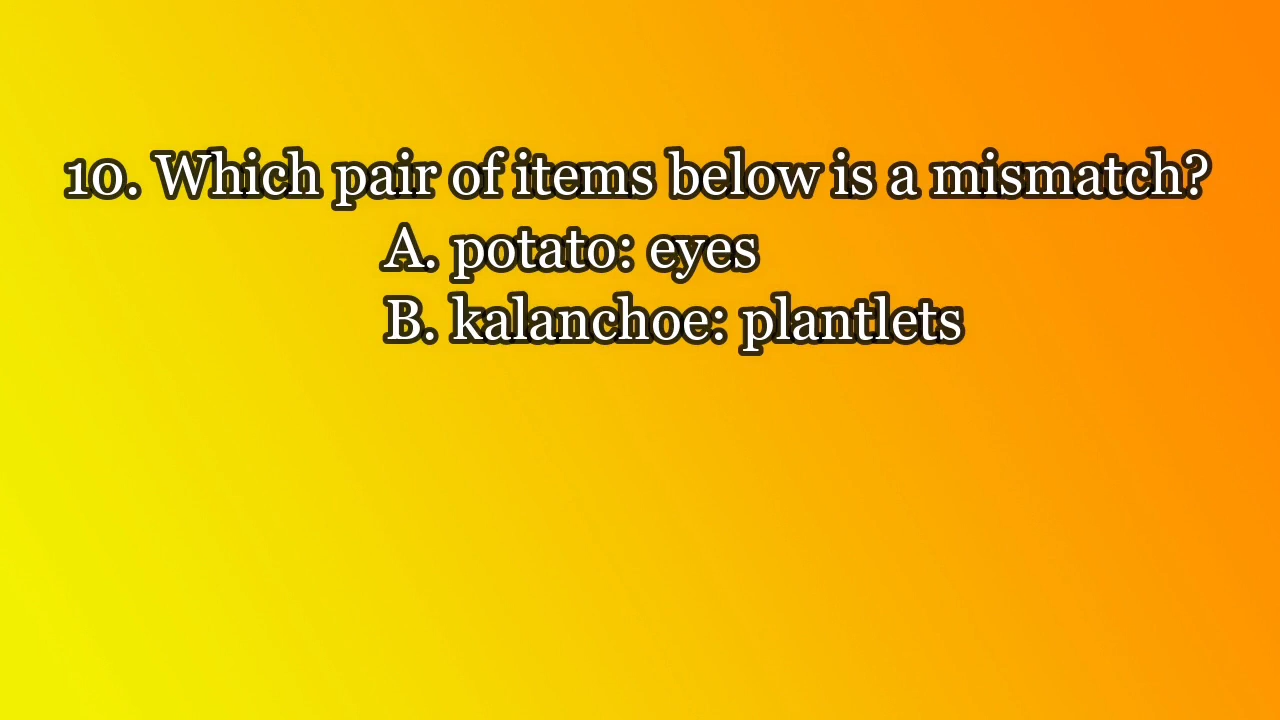 10. Which pair of items below is a mismatch?
A. potato: eyes
B. kalanchoe: plantlets